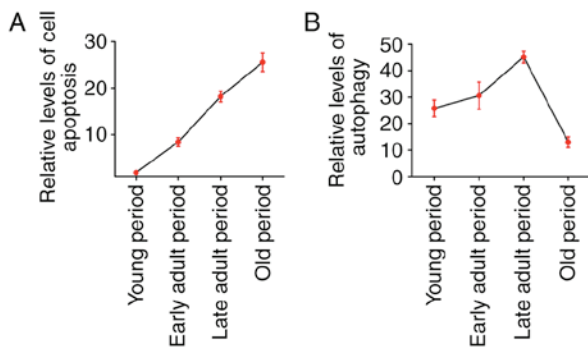 A
Relative levels of cell
apoptosis
30
20
10
Young period
Early adult period
Late adult period
Old period
B
Relative levels of
autophagy
50
40
30
20
10
0
Young period
Early adult period
Late adult period
Old period